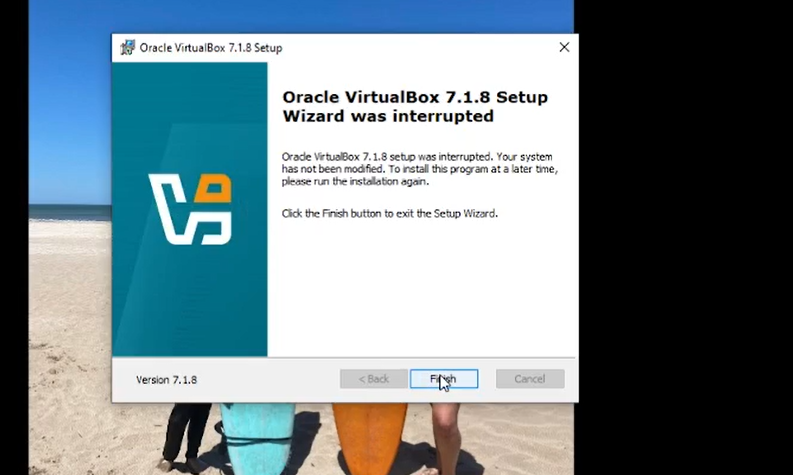 Oracle VirtualBox 7.1.8 Setup
Oracle VirtualBox 7.1.8 Setup
Wizard was interrupted
Oracle VirtualBox 7.1.8 setup was interrupted. Your system
has not been modified. To install this program at a later time,
please run the installation again.
Click the Finish button to exit the Setup Wizard.
Version 7.1.8
< Back
Finish
Cancel